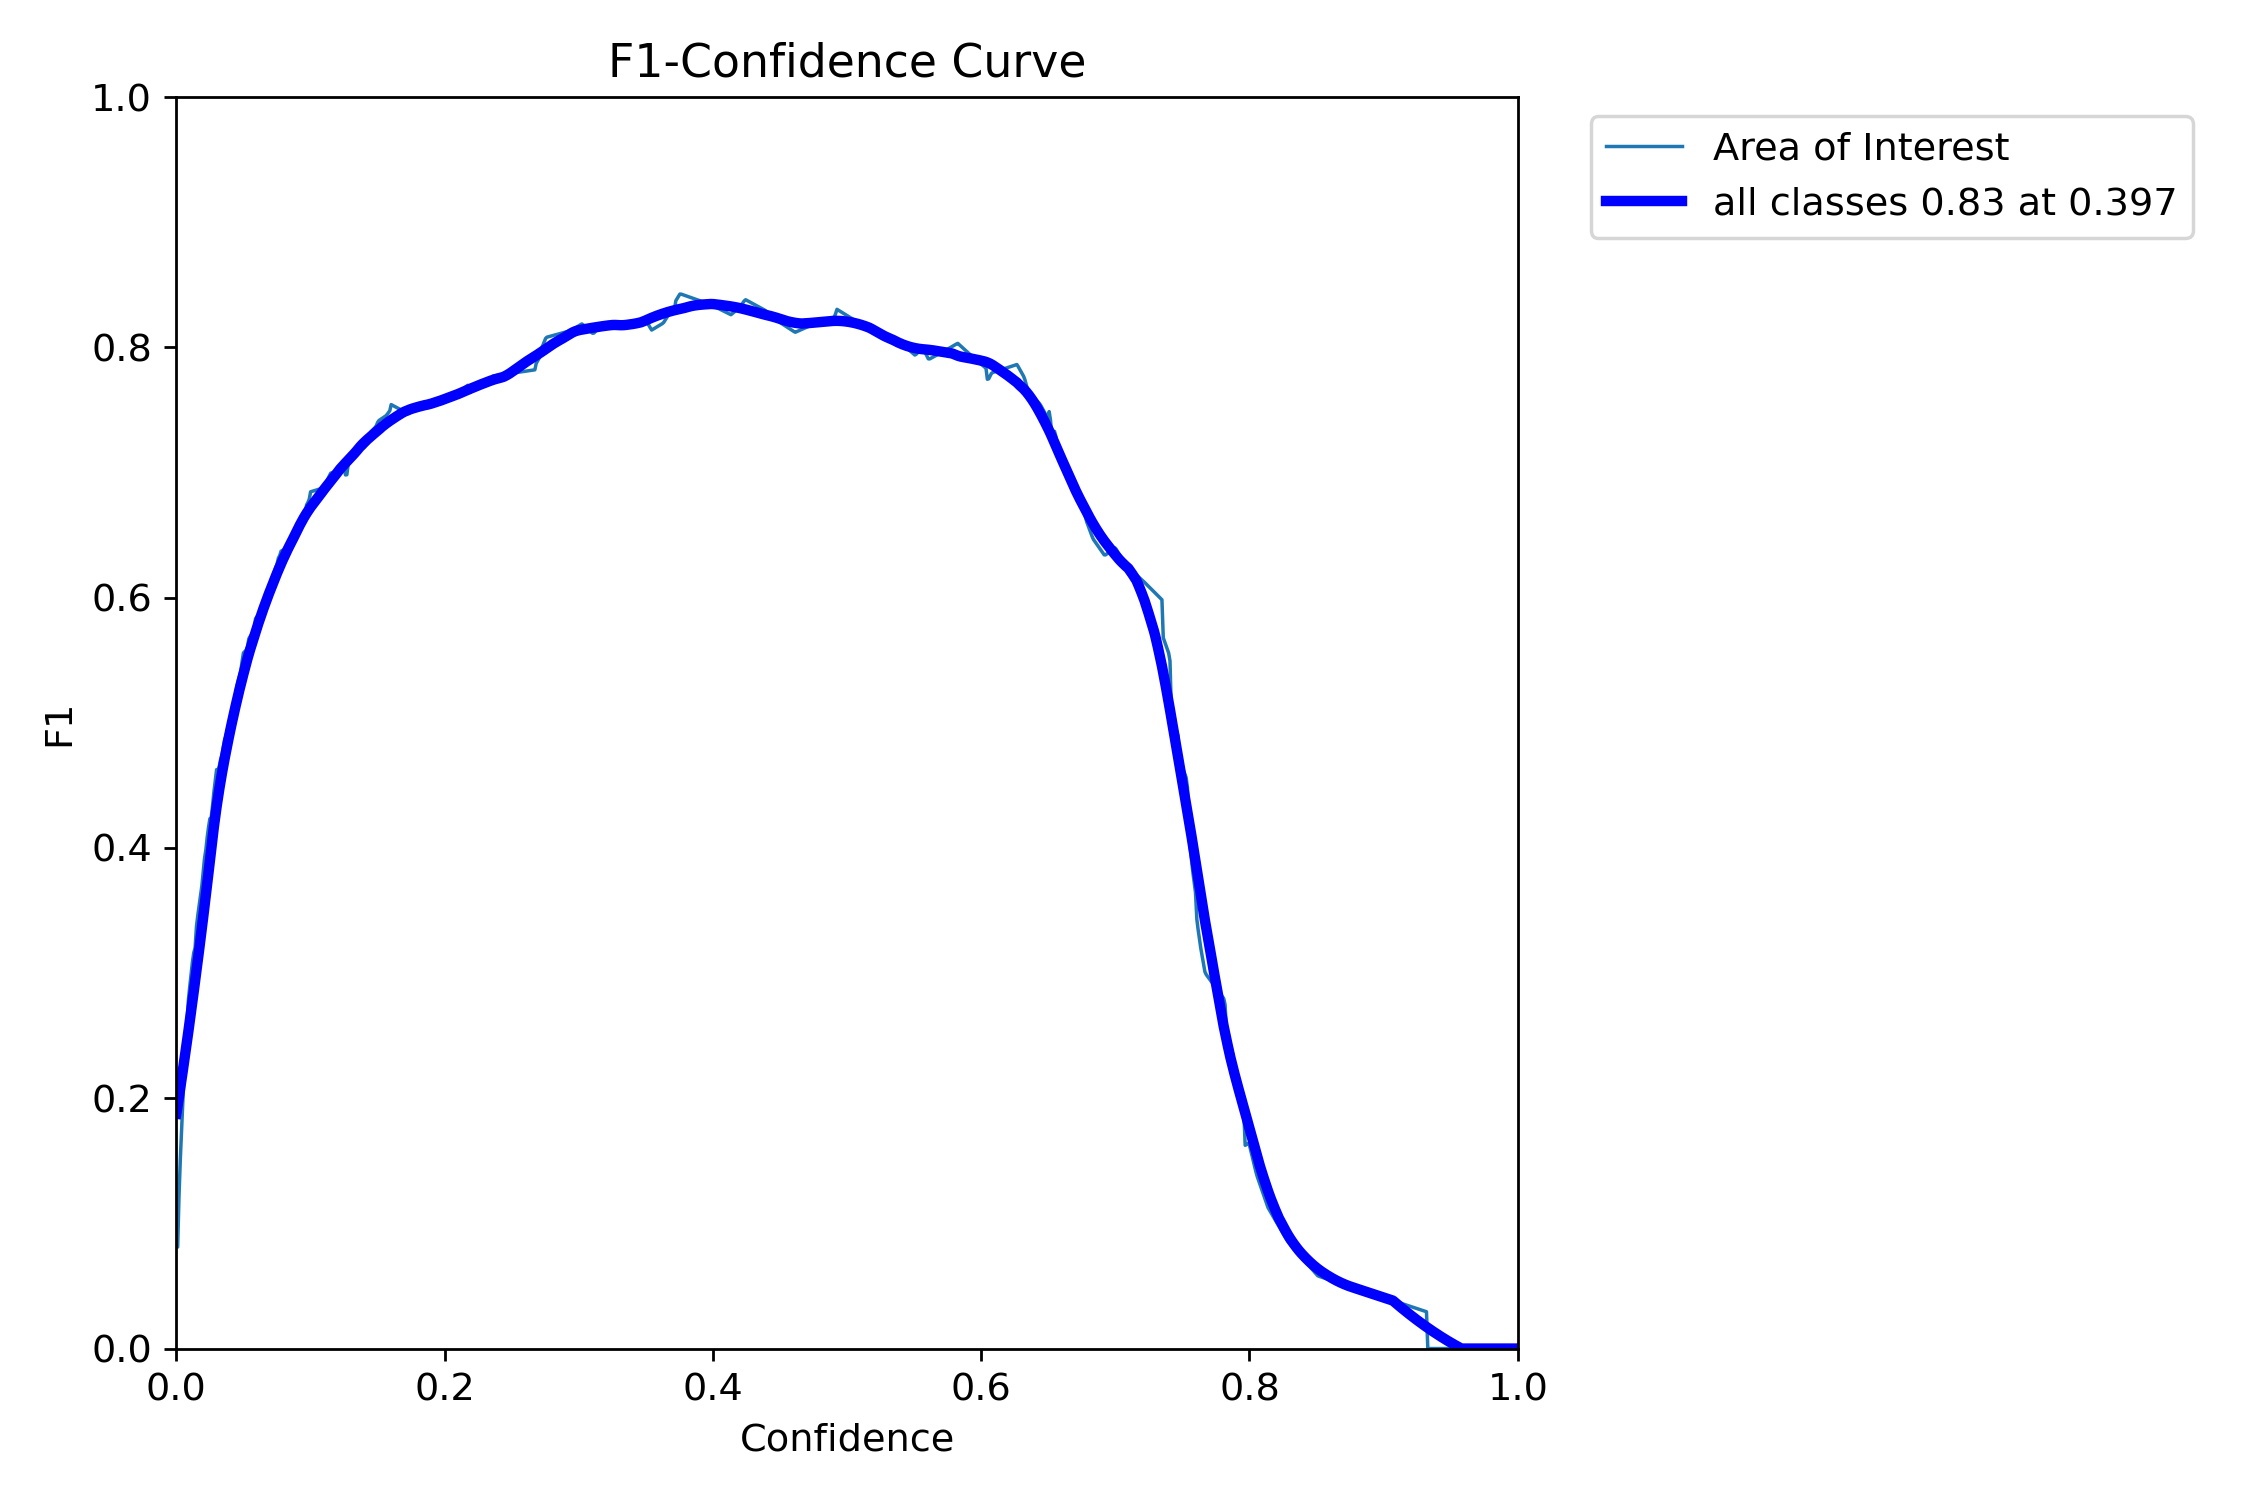 F1-Confidence Curve
1.0
0.8
0.6
0.4
0.2
0.0
F1
0.0 0.2 0.4 0.6 0.8 1.0
Confidence
Area of Interest
all classes 0.83 at 0.397